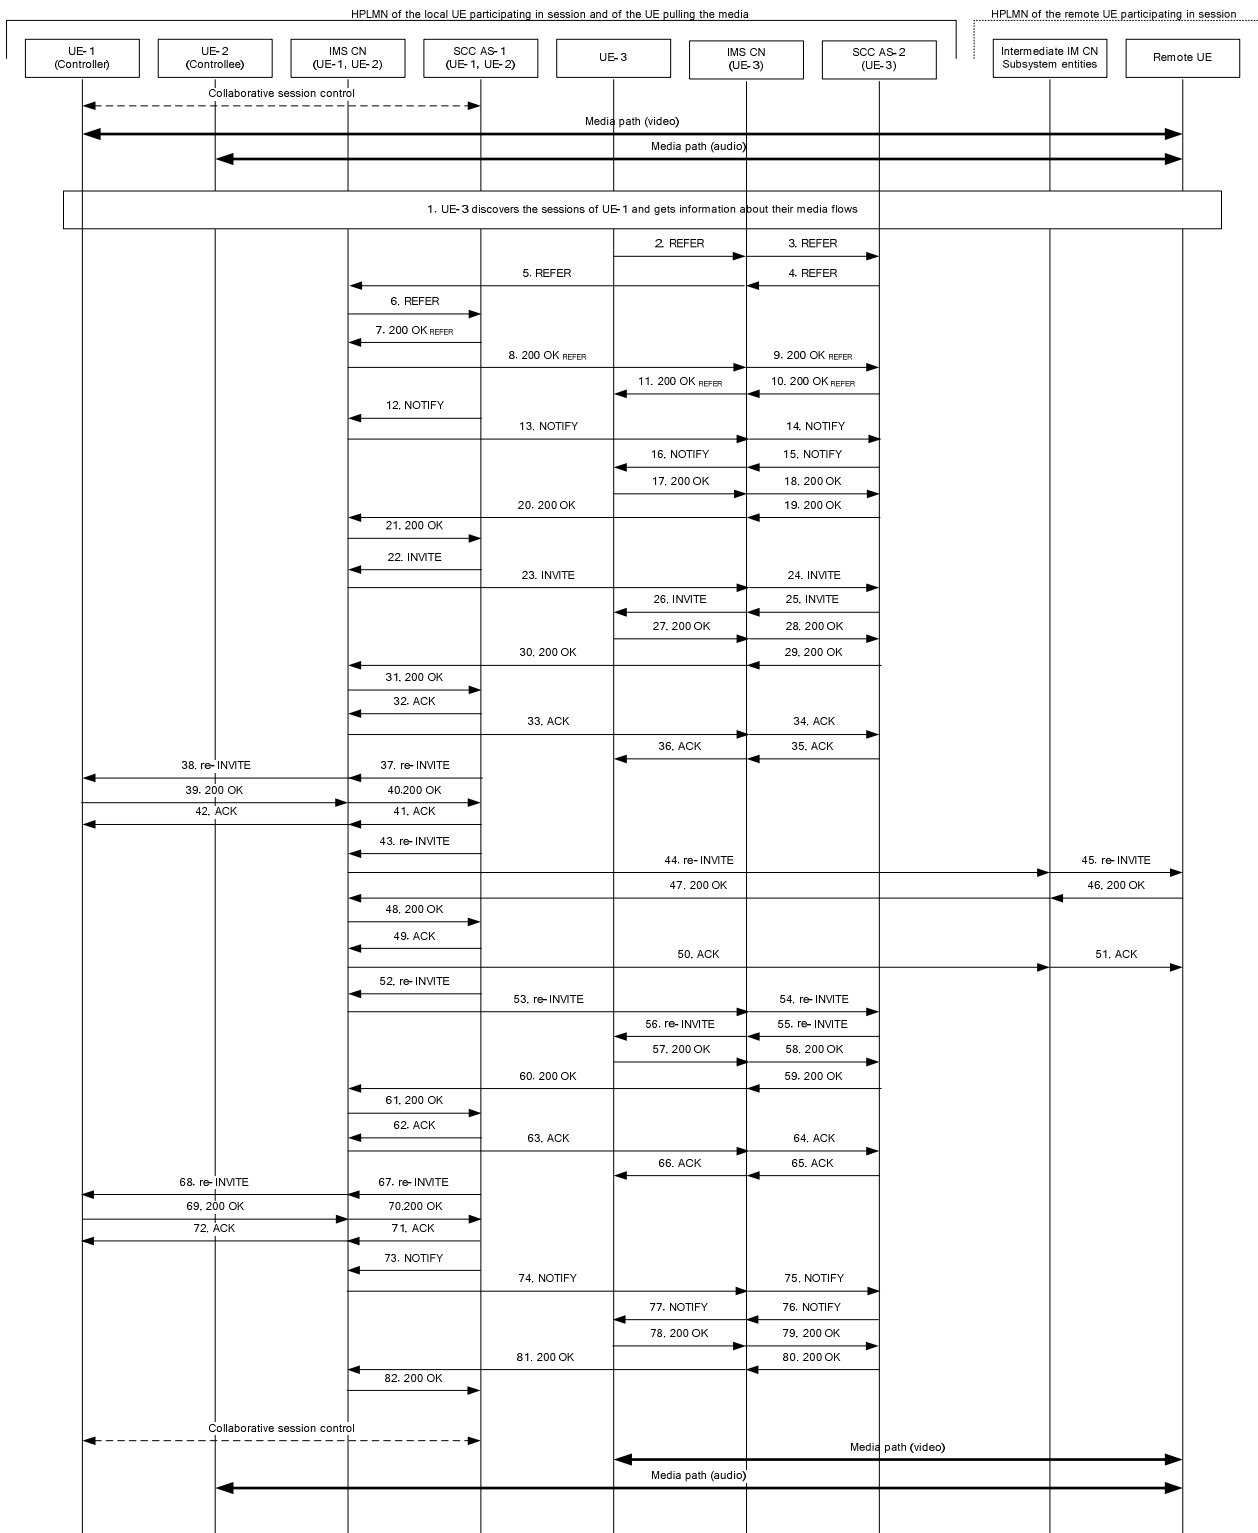 HPLMN of the local UE participating in session and of the UE pulling the media
HPLMN of the remote UE participating in session
UE-1
(Controller)
UE-2
(Controllee)
IMS CN
(UE-1, UE-2)
SCC AS-1
(UE-1, UE-2)
UE-3
IMS CN
(UE-3)
SCC AS-2
(UE-3)
Intermediate IM CN
Subsystem entities
Remote UE
Collaborative session control
Media path (video)
Media path (audio)
1. UE-3 discovers the sessions of UE-1 and gets information about their media flows
2. REFER
3. REFER
5. REFER
4. REFER
6. REFER
7. 200 OK REFER
8. 200 OK REFER
9. 200 OK REFER
11. 200 OK REFER
10. 200 OK REFER
12. NOTIFY
13. NOTIFY
14. NOTIFY
16. NOTIFY
15. NOTIFY
17. 200 OK
18. 200 OK
20. 200 OK
19. 200 OK
21. 200 OK
22. INVITE
23. INVITE
24. INVITE
26. INVITE
25. INVITE
27. 200 OK
28. 200 OK
30. 200 OK
29. 200 OK
31. 200 OK
32. ACK
33. ACK
34. ACK
36. ACK
35. ACK
38. re-INVITE
37. re-INVITE
39. 200 OK
40.200 OK
42. ACK
41. ACK
43. re-INVITE
44. re-INVITE
45. re-INVITE
47. 200 OK
46. 200 OK
48. 200 OK
49. ACK
50. ACK
51. ACK
52. re-INVITE
53. re-INVITE
54. re-INVITE
56. re-INVITE
55. re-INVITE
57. 200 OK
58. 200 OK
60. 200 OK
59. 200 OK
61. 200 OK
62. ACK
63. ACK
64. ACK
66. ACK
65. ACK
68. re-INVITE
67. re-INVITE
69. 200 OK
70.200 OK
72. ACK
71. ACK
73. NOTIFY
74. NOTIFY
75. NOTIFY
77. NOTIFY
76. NOTIFY
78. 200 OK
79. 200 OK
81. 200 OK
80. 200 OK
82. 200 OK
Collaborative session control
Media path (video)
Media path (audio)